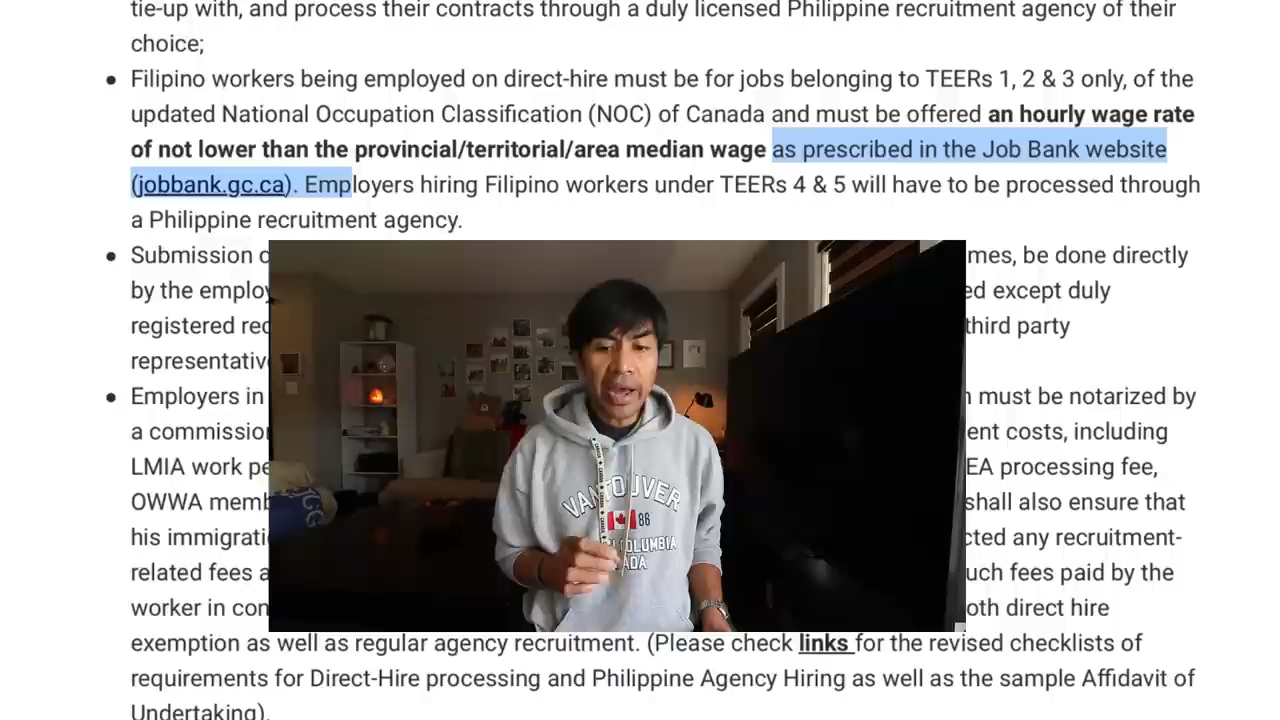 tie-up with, and process their contracts through a duly licensed Philippine recruitment agency of their
choice;
Filipino workers being employed on direct-hire must be for jobs belonging to TEERs 1, 2 & 3 only, of the
updated National Occupation Classification (NOC) of Canada and must be offered an hourly wage rate
of not lower than the provincial/territorial/area median wage as prescribed in the Job Bank website
(jobbank.gc.ca). Employers hiring Filipino workers under TEERs 4 & 5 will have to be processed through
a Philippine recruitment agency.
Submission
mes, be done directly
by the
ed except duly
registered
third party
Employers in
must be notarized by
a
ent costs, including
LMIA work
EA processing fee,
OWWA
shall also ensure that
his
cted any recruitment-
related fees
uch fees paid by the
worker in
oth direct hire
exemption as well as regular agency recruitment. (Please check links for the revised checklists of
requirements for Direct-Hire processing and Philippine Agency Hiring as well as the sample Affidavit of
Undertaking).
VANCOUVER
86
COLUMBIA